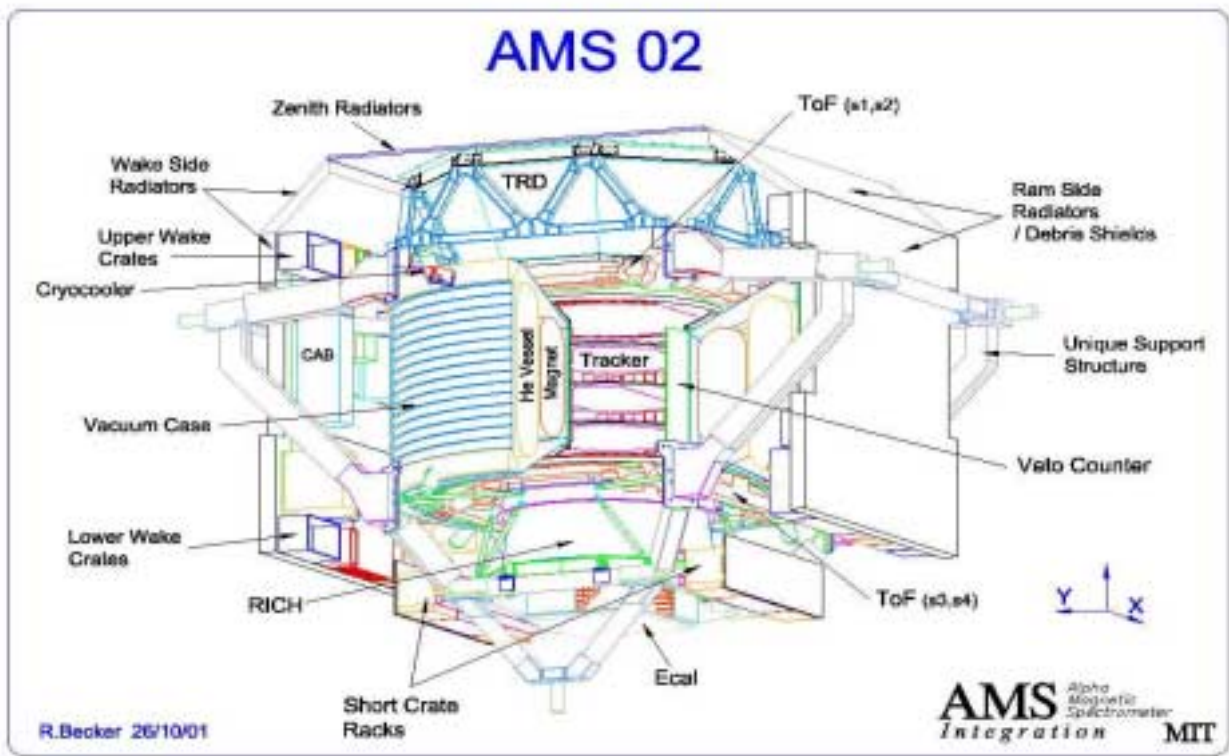 AMS 02
Zenith Radiators
ToF (s1,s2)
Wake Side
Radiators
TRD
Ram Side
Radiators
/ Debris Shields
Upper Wake
Crates
Cryocooler
CAB
He Vessel
Magnet
Tracker
Unique Support
Structure
Vacuum Case
Veto Counter
Lower Wake
Crates
RICH
ToF (s3,s4)
Y
X
Ecal
Short Crate
Racks
R.Becker 26/10/01
AMS
Alpha
Magnetic
Spectrometer
Integration
MIT